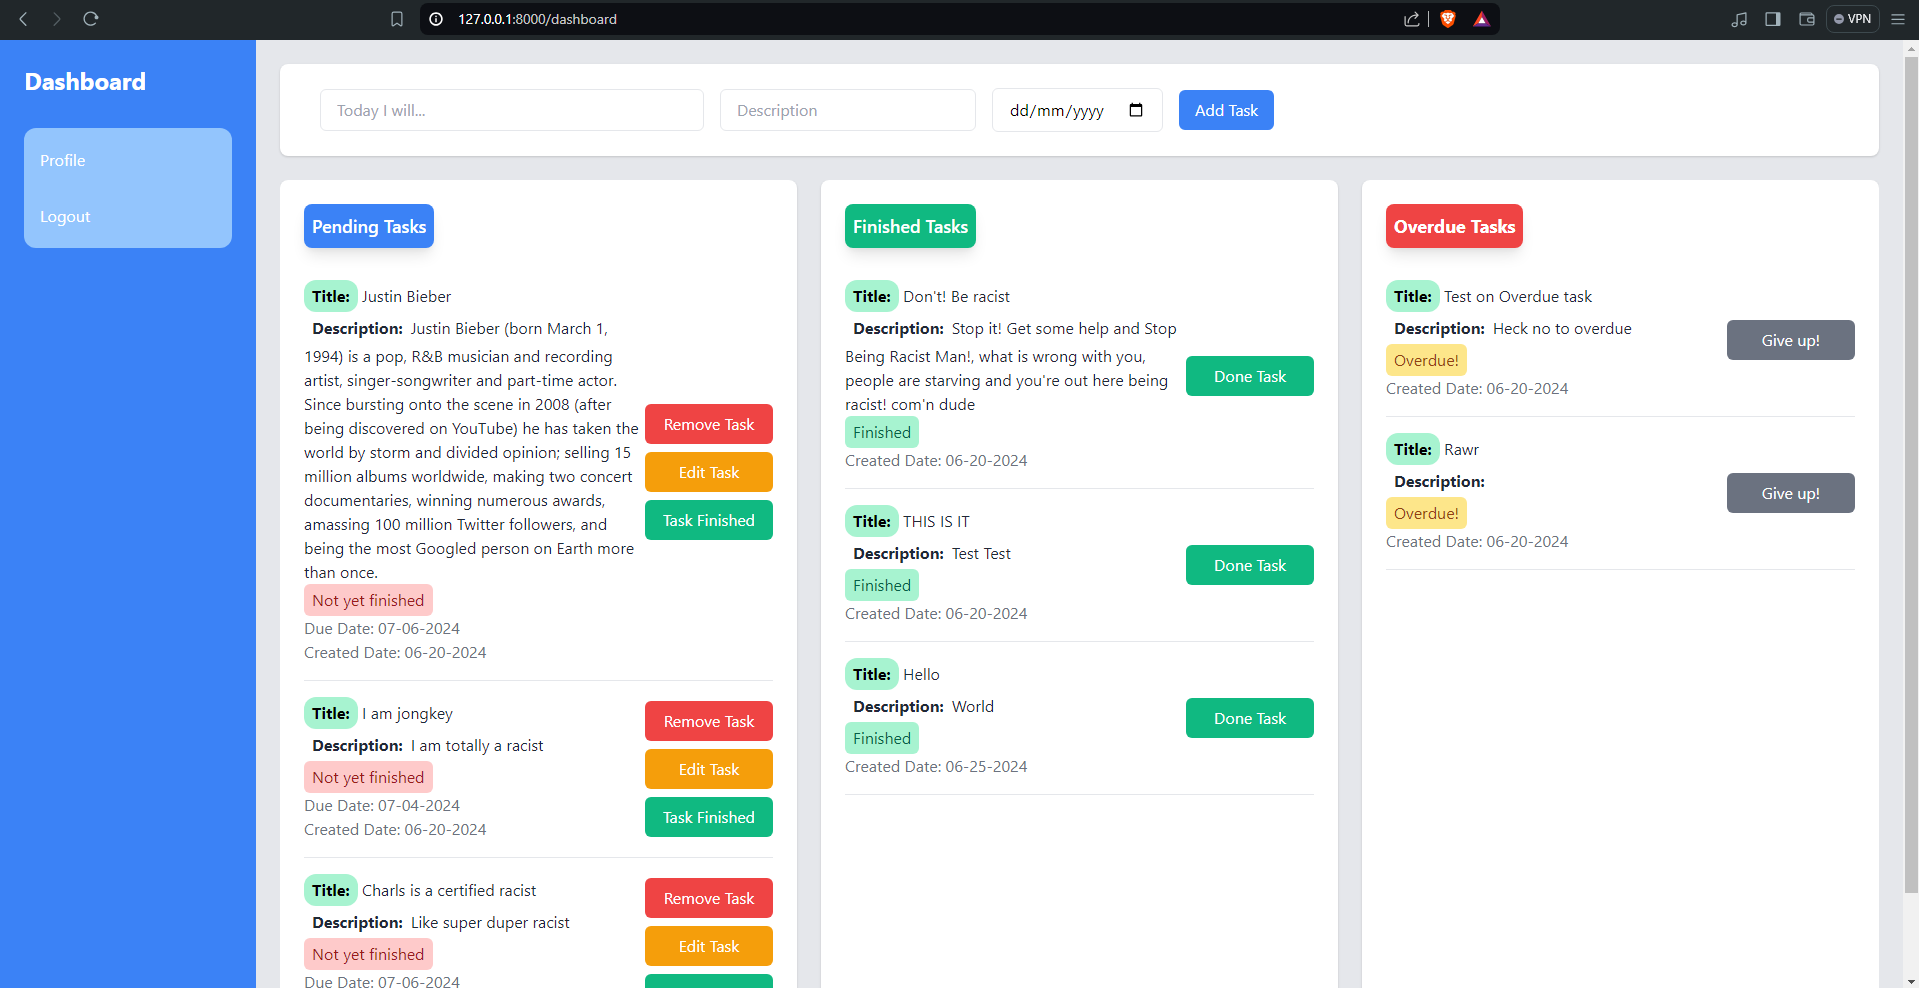 127.0.0.1:8000/dashboard
VPN
Dashboard
Profile
Logout
Today I will...
Description
dd/mm/yyyy
Add Task
Pending Tasks
Title: Justin Bieber
Description: Justin Bieber (born March 1,
1994) is a pop, R&B musician and recording
artist, singer-songwriter and part-time actor.
Since bursting onto the scene in 2008 (after
being discovered on YouTube) he has taken the
world by storm and divided opinion; selling 15
million albums worldwide, making two concert
documentaries, winning numerous awards,
amassing 100 million Twitter followers, and
being the most Googled person on Earth more
than once.
Not yet finished
Due Date: 07-06-2024
Created Date: 06-20-2024
Remove Task
Edit Task
Task Finished
Title: I am jongkey
Description: I am totally a racist
Not yet finished
Due Date: 07-04-2024
Created Date: 06-20-2024
Remove Task
Edit Task
Task Finished
Title: Charls is a certified racist
Description: Like super duper racist
Not yet finished
Due Date: 07-06-2024
Remove Task
Edit Task
Finished Tasks
Title: Don't! Be racist
Description: Stop it! Get some help and Stop
Being Racist Man!, what is wrong with you,
people are starving and you're out here being
racist! com'n dude
Finished
Created Date: 06-20-2024
Done Task
Title: THIS IS IT
Description: Test Test
Finished
Created Date: 06-20-2024
Done Task
Title: Hello
Description: World
Finished
Created Date: 06-25-2024
Done Task
Overdue Tasks
Title: Test on Overdue task
Description: Heck no to overdue
Overdue!
Created Date: 06-20-2024
Give up!
Title: Rawr
Description:
Overdue!
Created Date: 06-20-2024
Give up!